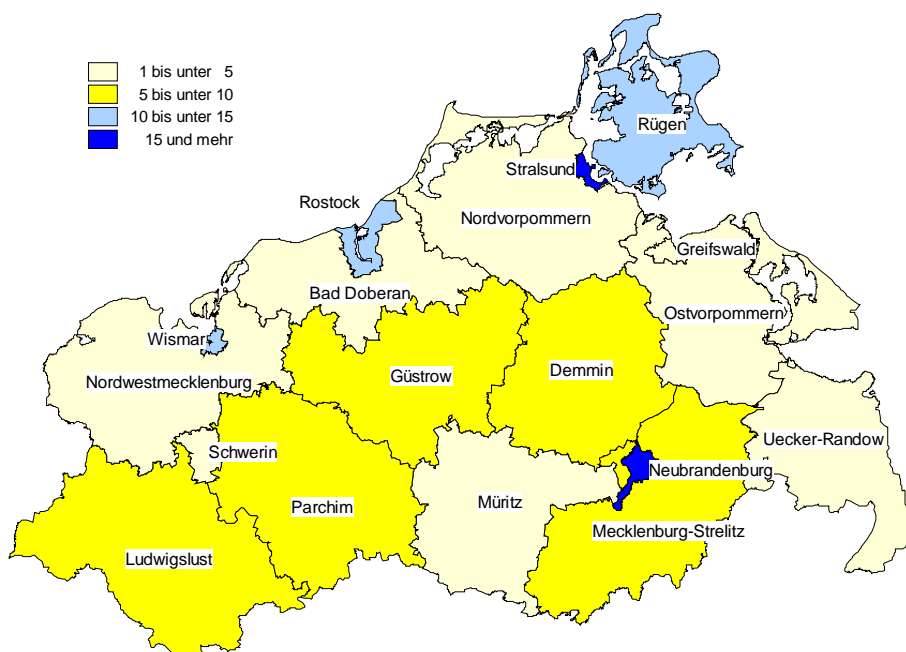 1 bis unter 5
5 bis unter 10
10 bis unter 15
15 und mehr
Rügen
Stralsund
Rostock
Nordvorpommern
Greifswald
Bad Doberan
Ostvorpommern
Wismar
Nordwestmecklenburg
Güstrow
Demmin
Uecker-Randow
Schwerin
Neubrandenburg
Müritz
Parchim
Mecklenburg-Strelitz
Ludwigslust